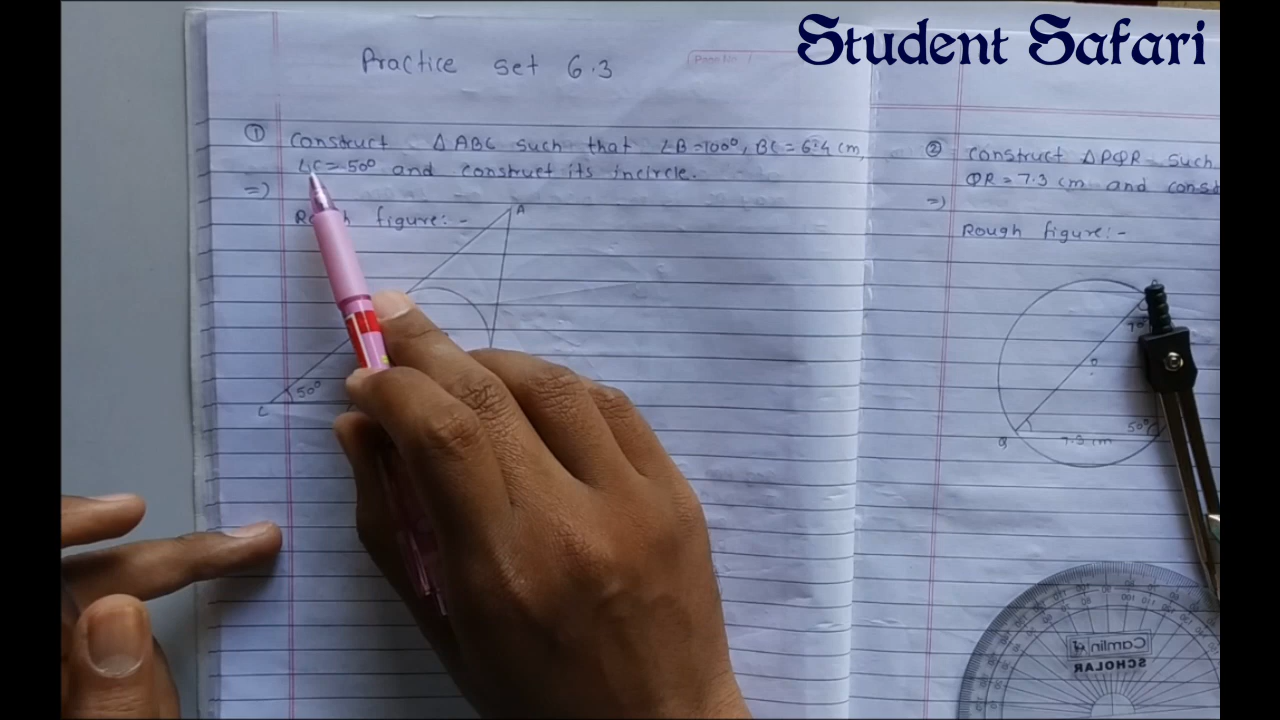 Student Safari
Practice set 6.3
① Construct △ABC such that ∠B=100°, BC=6.4 cm,
∠C=50° and construct its incircle.
=)
Rough figure:-
A
50°
C
② Construct △PQR such
QR = 7.3 cm and
=)
Rough figure:-
70°
Q
50°
7.3 cm
Camlin
SCHOLAR